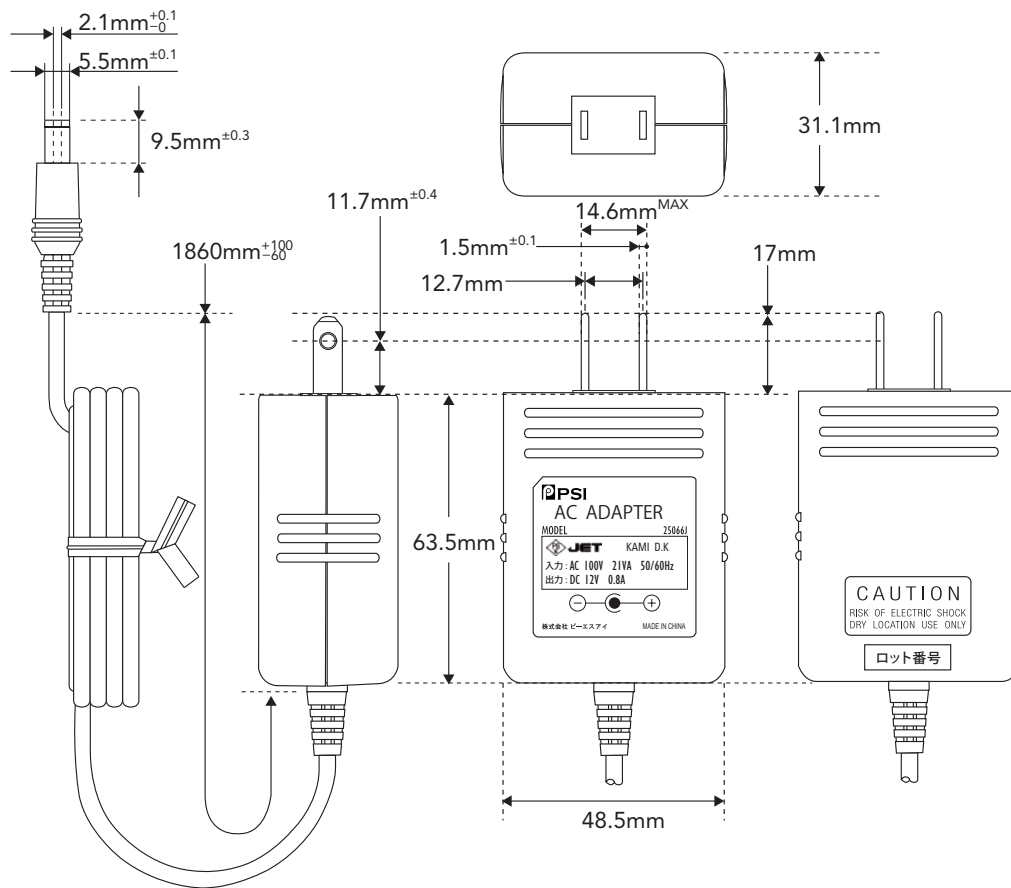 2.1mm+0.1-0
5.5mm±0.1
9.5mm±0.3
31.1mm
11.7mm±0.4
14.6mmMAX
1860mm+100-60
1.5mm±0.1
17mm
12.7mm
63.5mm
PSI
AC ADAPTER
MODEL 25066J
PS E JET KAMI D.K
入力:AC 100V 21VA 50/60Hz
出力:DC 12V 0.8A
− +
株式会社 ピーエスアイ MADE IN CHINA
CAUTION
RISK OF ELECTRIC SHOCK
DRY LOCATION USE ONLY
ロット番号
48.5mm